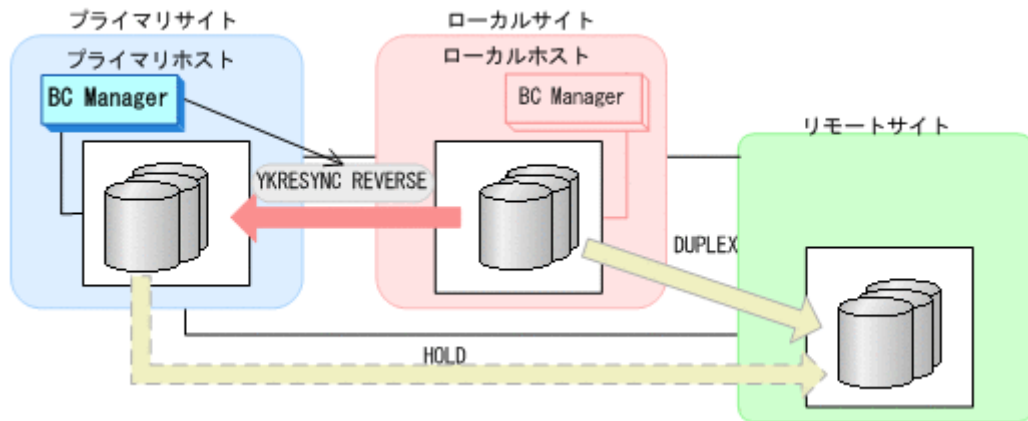 プライマリサイト
ローカルサイト
プライマリホスト
ローカルホスト
BC Manager
BC Manager
リモートサイト
YKRESYNC REVERSE
DUPLEX
HOLD